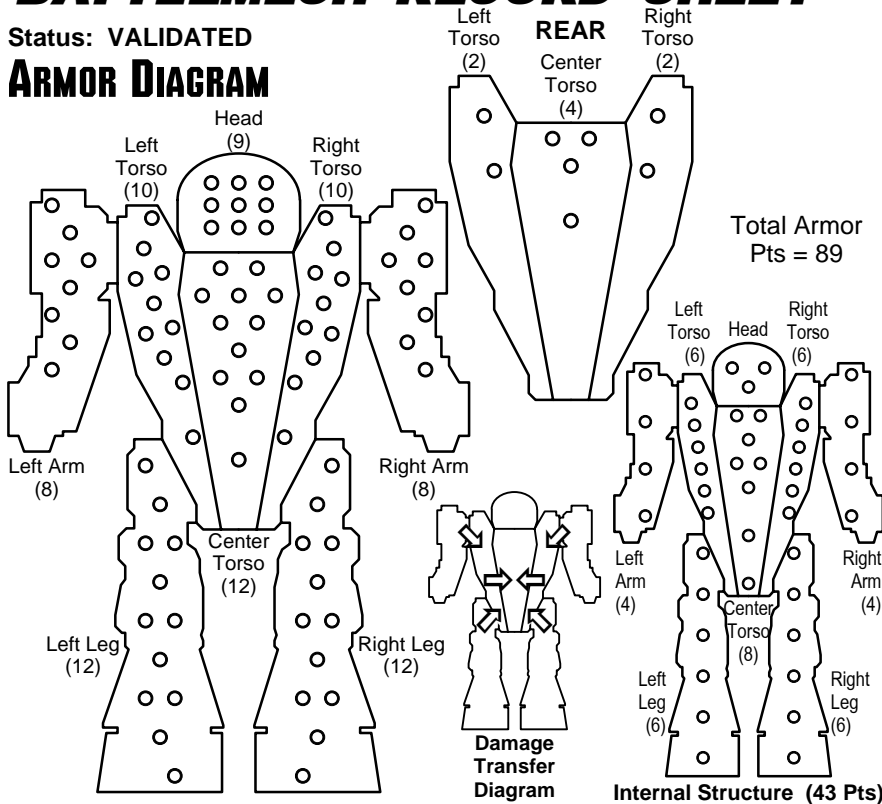 BATTLEMECH RECORD SHEET
Status: VALIDATED
ARMOR DIAGRAM
Head
(9)
Left
Torso
(10)
Right
Torso
(10)
Left Arm
(8)
Right Arm
(8)
Center
Torso
(12)
Left Leg
(12)
Right Leg
(12)
REAR
Left
Torso
(2)
Center
Torso
(4)
Right
Torso
(2)
Total Armor
Pts = 89
Left
Torso
(6)
Head
Right
Torso
(6)
Left
Arm
(4)
Right
Arm
(4)
Center
Torso
(8)
Left
Leg
(6)
Right
Leg
(6)
Damage
Transfer
Diagram
Internal Structure (43 Pts)